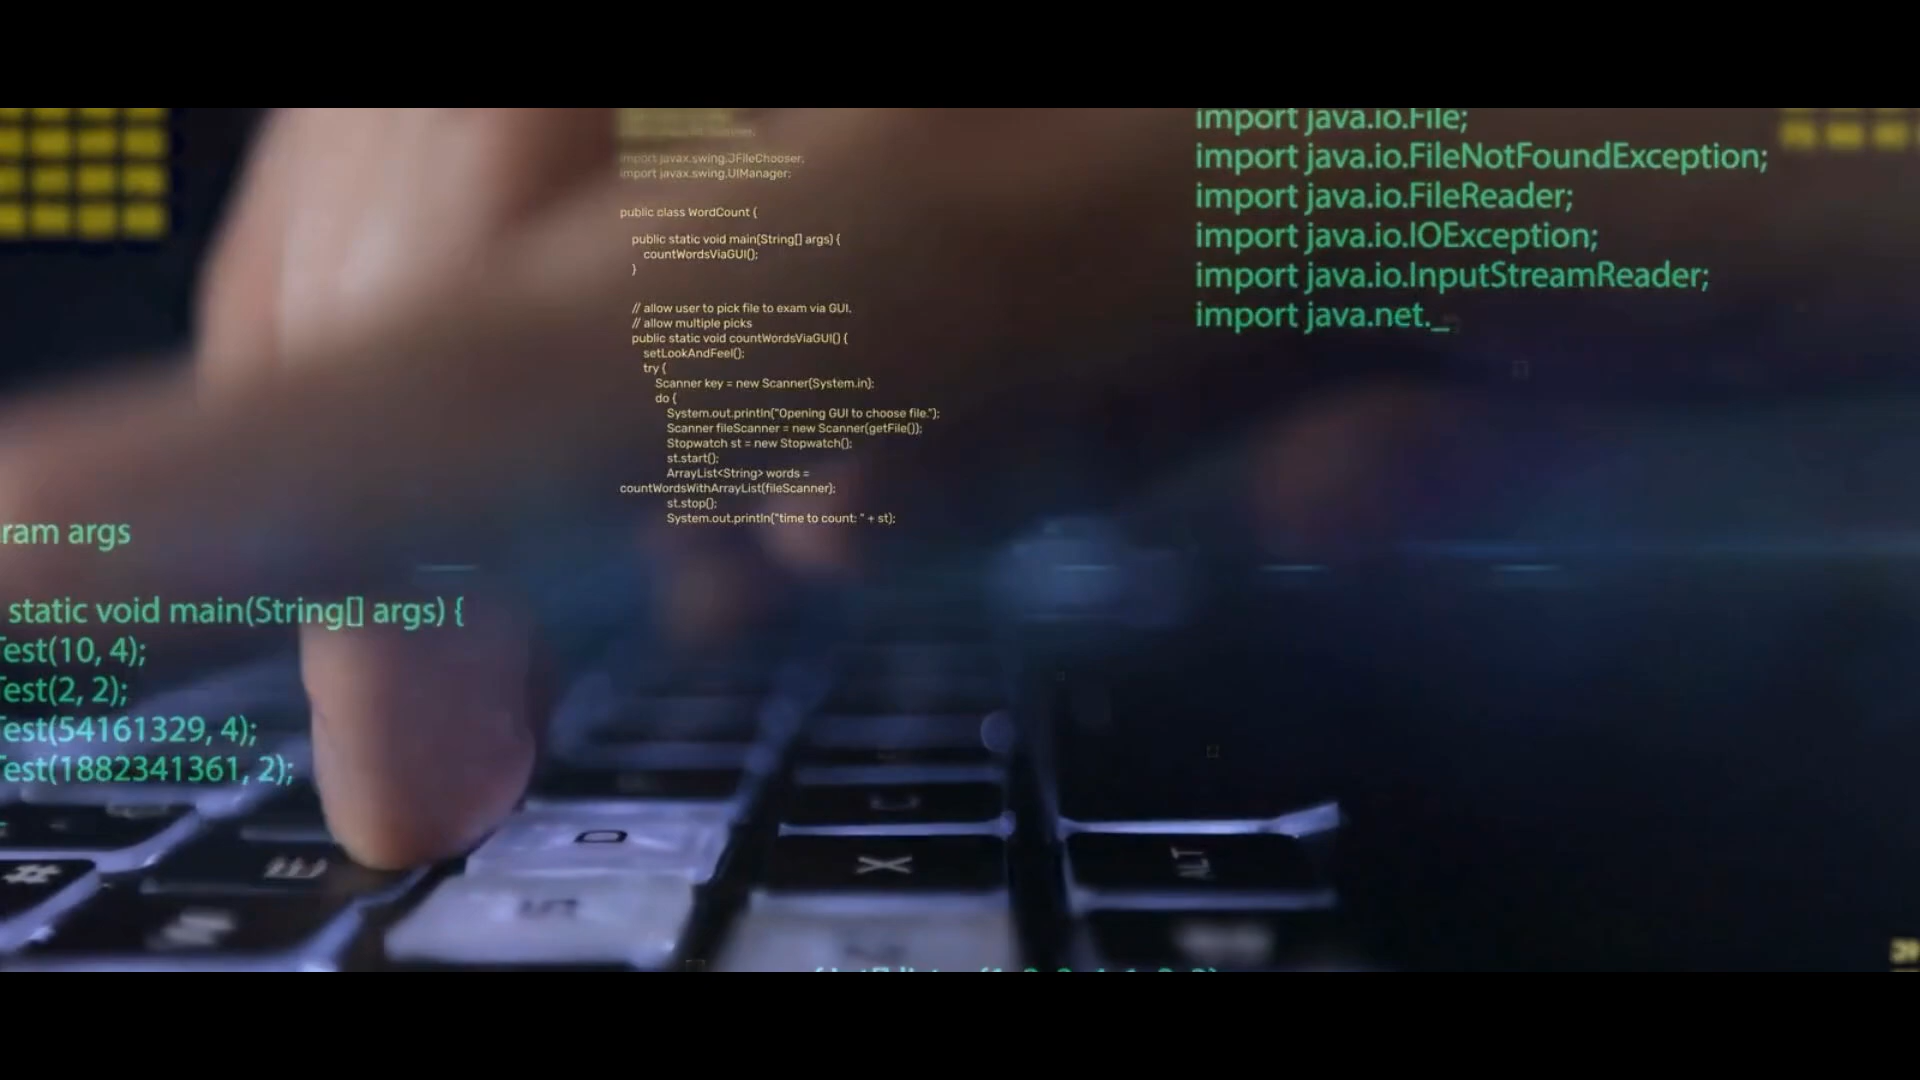 import javax.swing.JFileChooser;
import javax.swing.UIManager;
public class WordCount {
public static void main(String[] args) {
countWordsViaGUI();
}
// allow user to pick file to exam via GUI.
// allow multiple picks
public static void countWordsViaGUI() {
setLookAndFeel();
try {
Scanner key = new Scanner(System.in);
do {
System.out.println("Opening GUI to choose file.");
Scanner fileScanner = new Scanner(getFile());
Stopwatch st = new Stopwatch();
st.start();
ArrayList<String> words =
countWordsWithArrayList(fileScanner);
st.stop();
System.out.println("time to count: " + st);
import java.io.File;
import java.io.FileNotFoundException;
import java.io.FileReader;
import java.io.IOException;
import java.io.InputStreamReader;
import java.net._
ram args
static void main(String[] args) {
Test(10, 4);
Test(2, 2);
Test(54161329, 4);
Test(1882341361, 2);
#
X
ALT